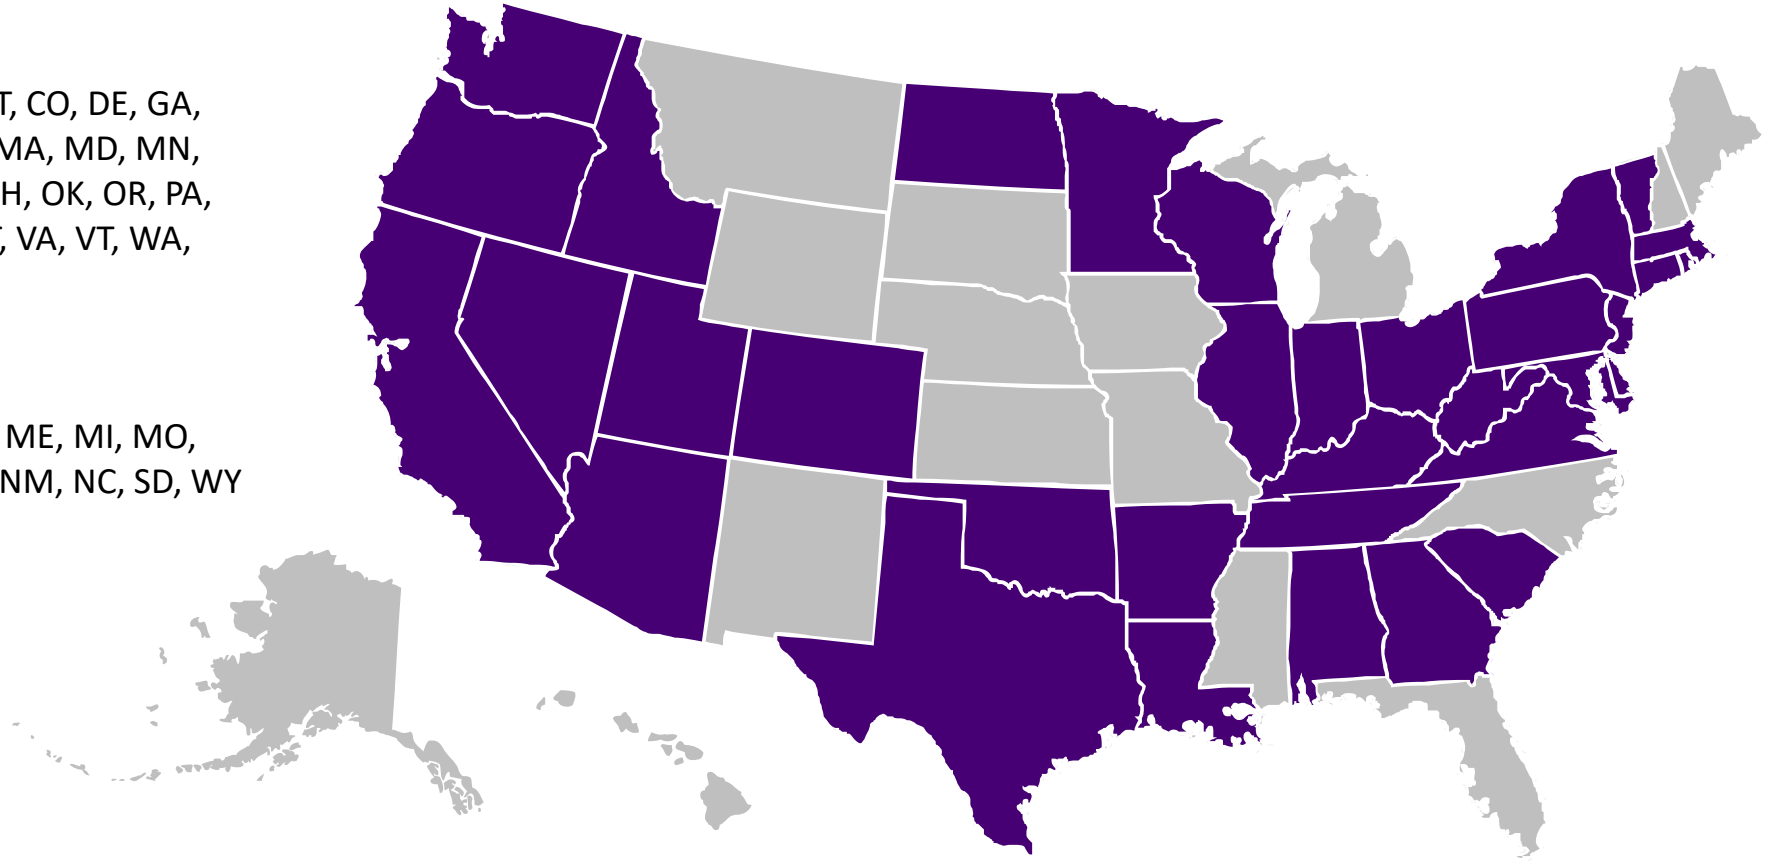 CO, DE, GA,
MA, MD, MN,
OK, OR, PA,
VA, VT, WA,
ME, MI, MO,
NM, NC, SD, WY